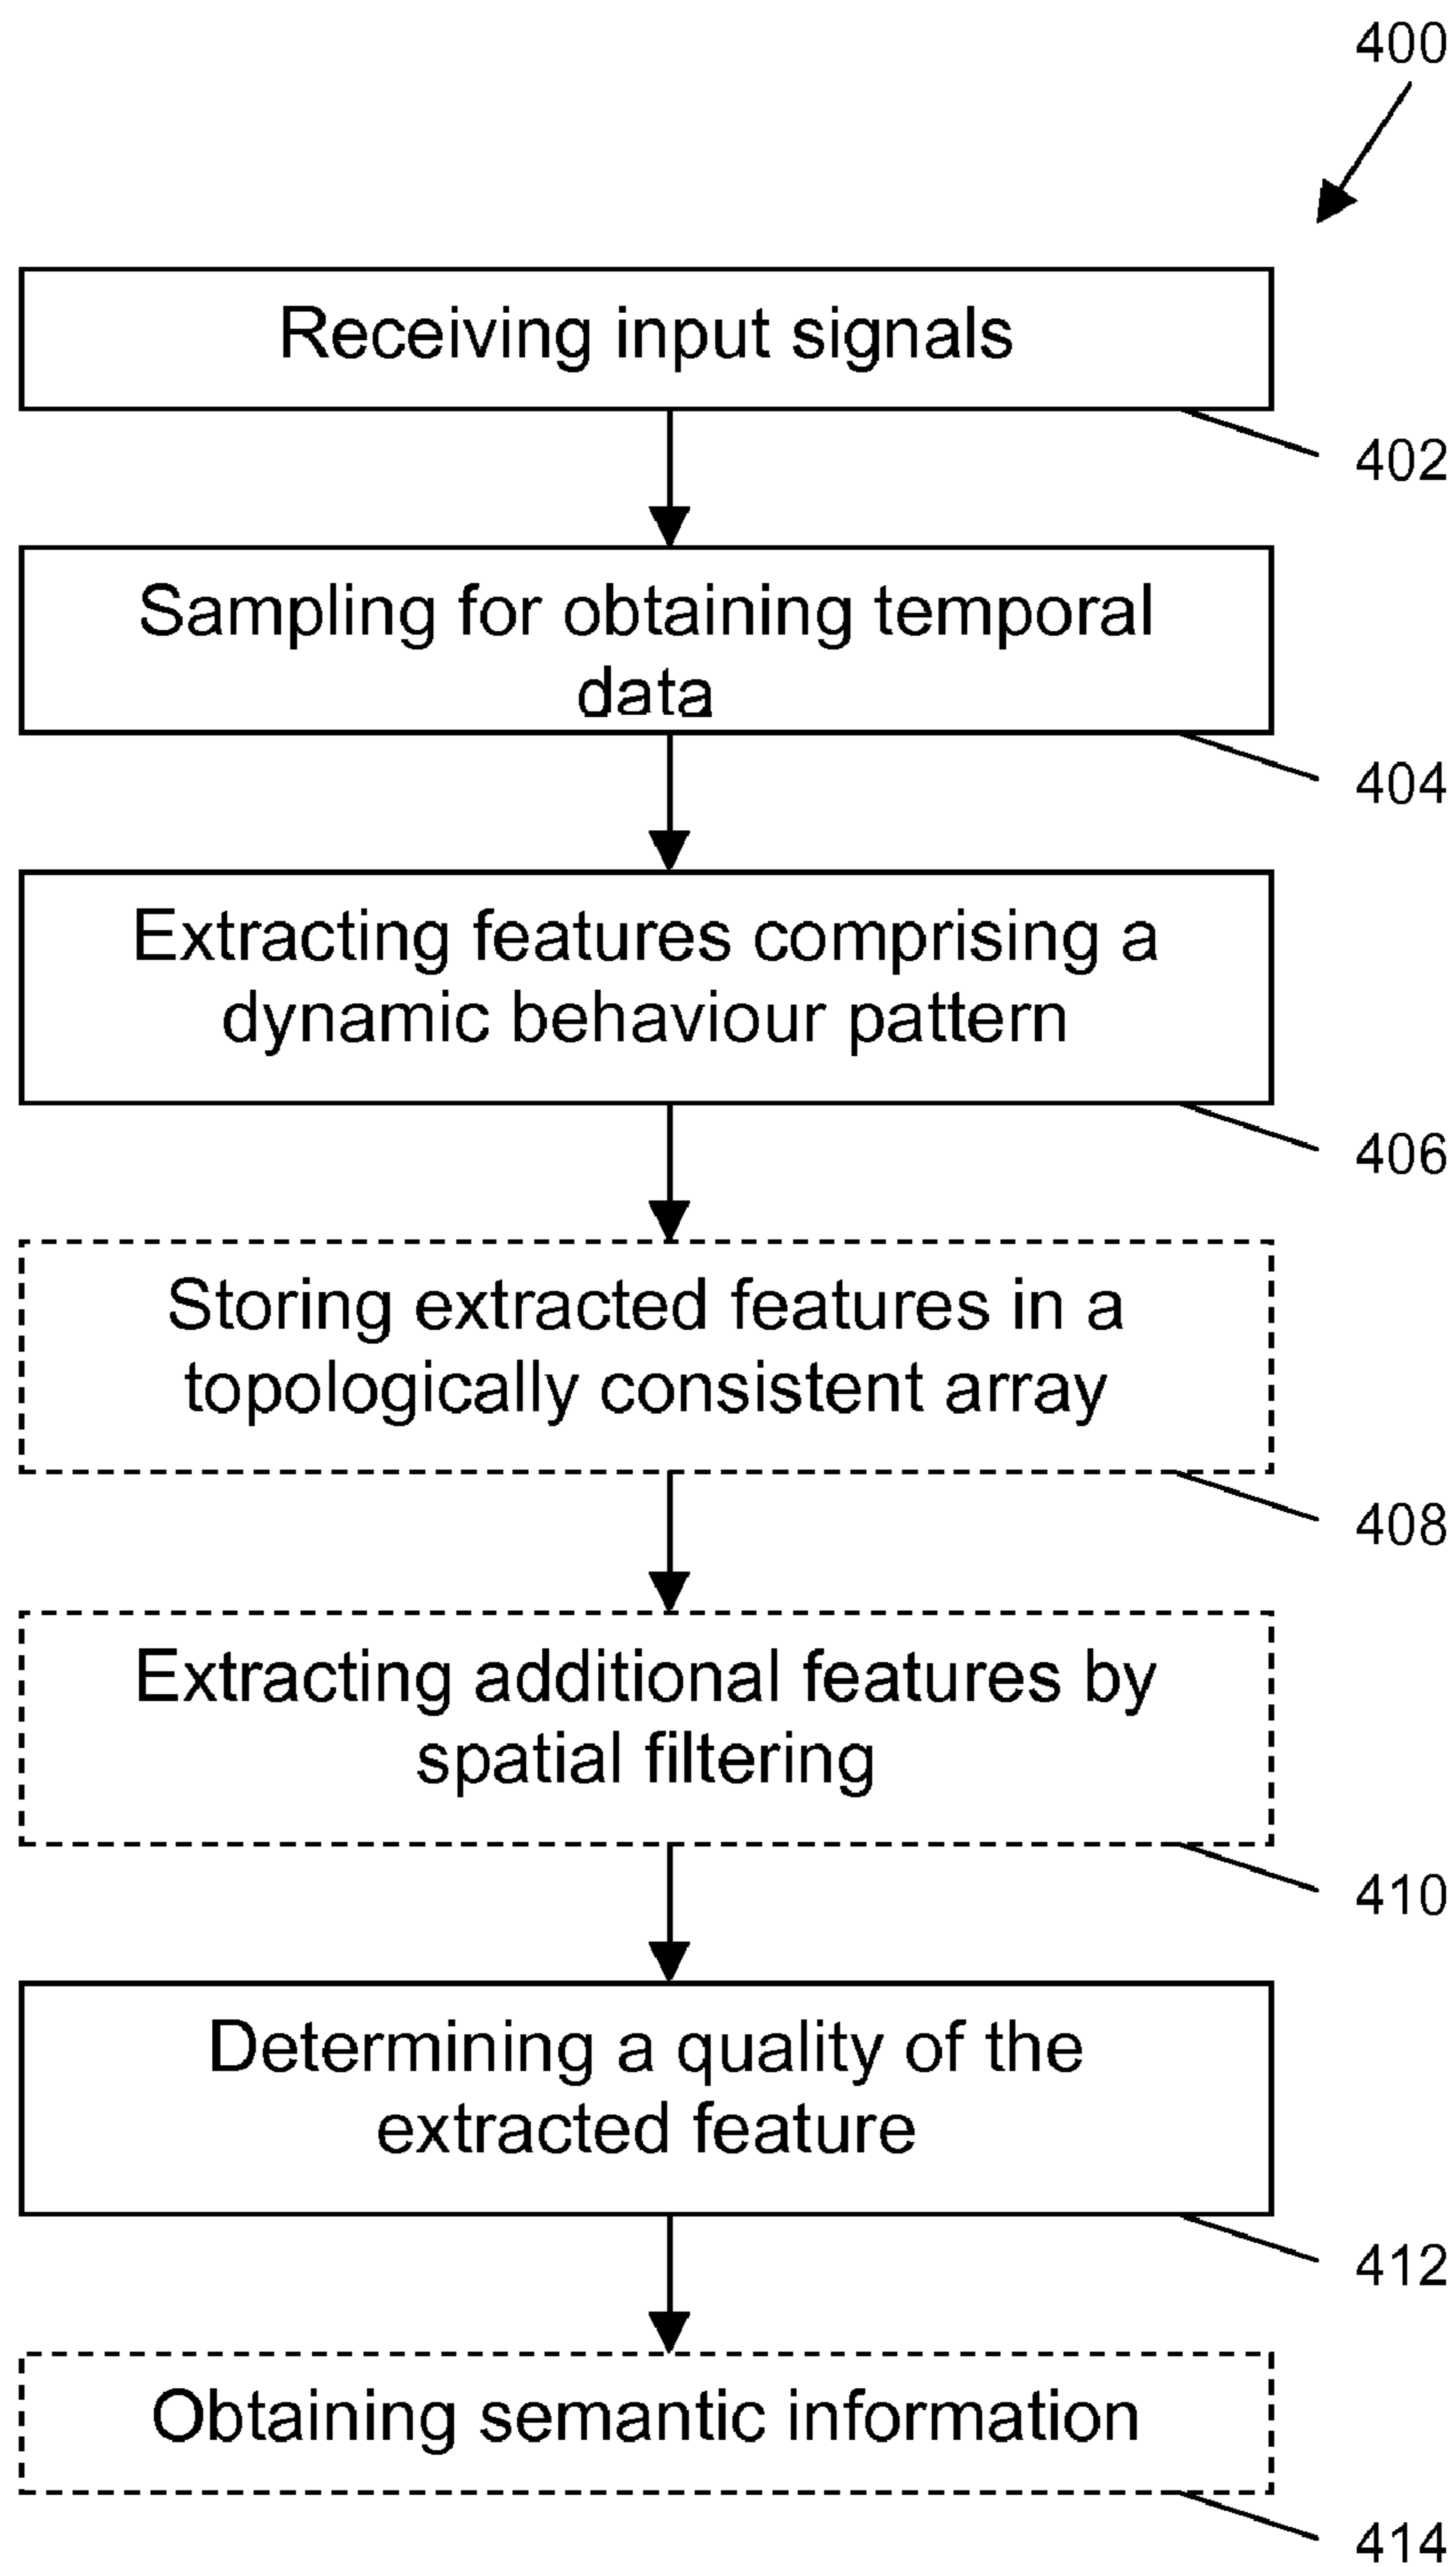 400
Receiving input signals
402
Sampling for obtaining temporal
data
404
Extracting features comprising a
dynamic behaviour pattern
406
Storing extracted features in a
topologically consistent array
408
Extracting additional features by
spatial filtering
410
Determining a quality of the
extracted feature
412
Obtaining semantic information
414